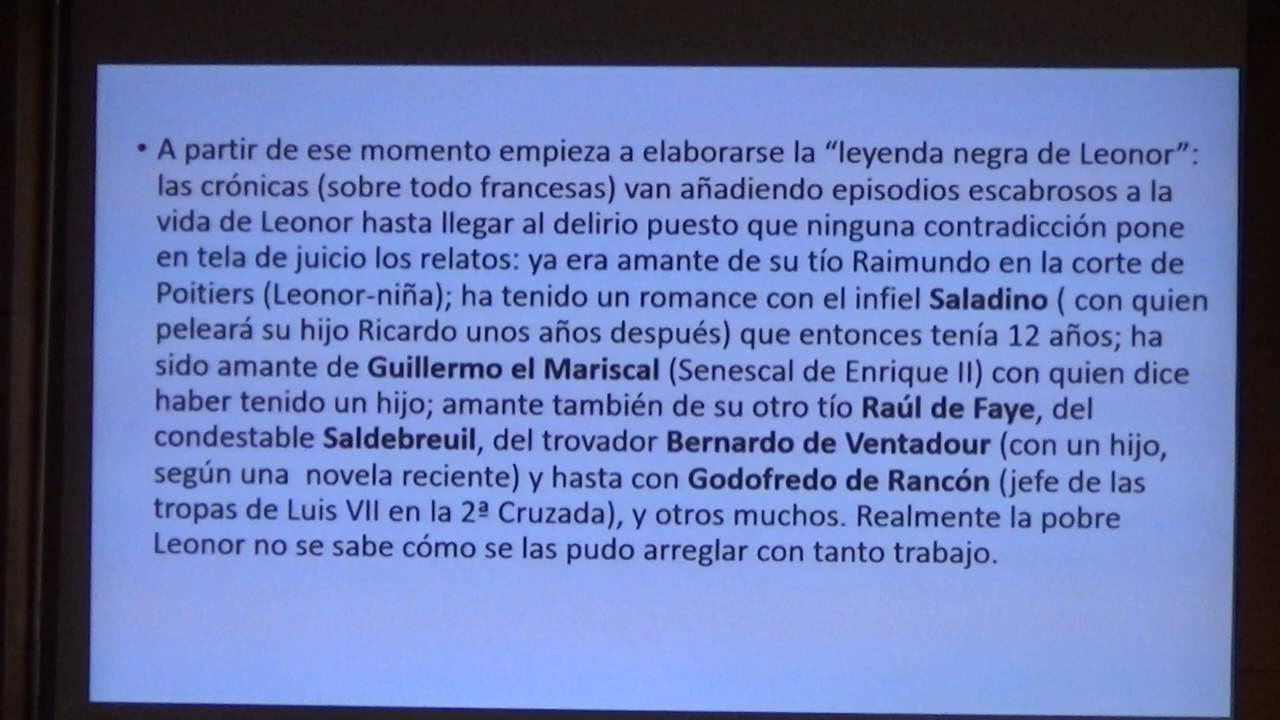 • A partir de ese momento empieza a elaborarse la “leyenda negra de Leonor”:
las crónicas (sobre todo francesas) van añadiendo episodios escabrosos a la
vida de Leonor hasta llegar al delirio puesto que ninguna contradicción pone
en tela de juicio los relatos: ya era amante de su tío Raimundo en la corte de
Poitiers (Leonor-niña); ha tenido un romance con el infiel Saladino ( con quien
peleará su hijo Ricardo unos años después) que entonces tenía 12 años; ha
sido amante de Guillermo el Mariscal (Senescal de Enrique II) con quien dice
haber tenido un hijo; amante también de su otro tío Raúl de Faye, del
condestable Saldebreuil, del trovador Bernardo de Ventadour (con un hijo,
según una  novela reciente) y hasta con Godofredo de Rancón (jefe de las
tropas de Luis VII en la 2ª Cruzada), y otros muchos. Realmente la pobre
Leonor no se sabe cómo se las pudo arreglar con tanto trabajo.